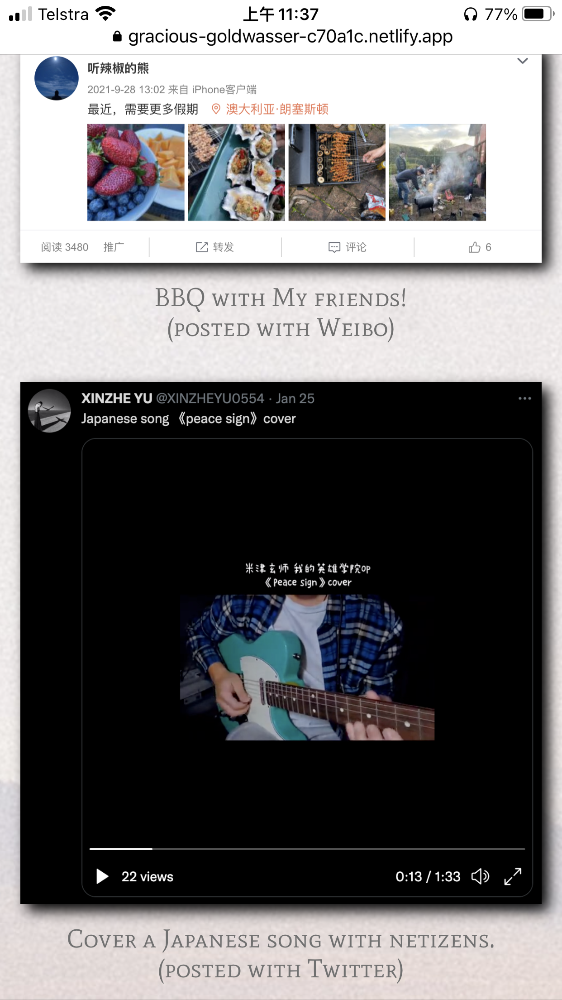 Telstra 上午 11:37 77%
gracious-goldwasser-c70a1c.netlify.app
听辣椒的熊
2021-9-28 13:02 来自 iPhone客户端
最近，需要更多假期 澳大利亚·朗塞斯顿
阅读 3480 推广 转发 评论 6
BBQ with My friends!
(posted with Weibo)
XINZHE YU @XINZHEYU0554 · Jan 25
Japanese song 《peace sign》 cover
米津玄师 我的英雄学院OP
《Peace sign》cover
22 views 0:13 / 1:33
Cover a Japanese song with netizens.
(posted with Twitter)